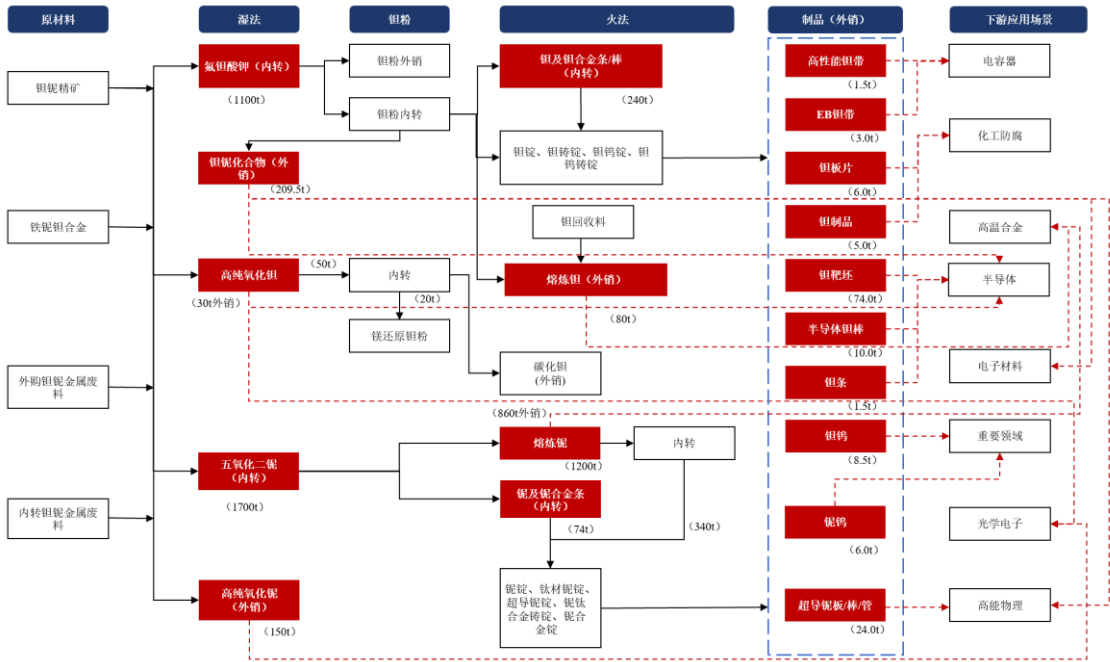 原材料
湿法
钽粉
火法
制品（外销）
下游应用场景
钽铌精矿
铁铌钽合金
外购钽铌金属废
料
内转钽铌金属废
料
氟钽酸钾（内转）
（1100t）
钽铌化合物（外
销）
（209.5t）
高纯氧化钽
（50t）
（30t外销）
五氧化二铌
（内转）
（1700t）
高纯氧化铌
（外销）
（150t）
钽粉外销
钽粉内转
内转
（20t）
镁还原钽粉
钽及钽合金条/棒
（内转）
（240t）
钽锭、钽铸锭、钽钨锭、钽
钨铸锭
钽回收料
熔炼钽（外销）
（80t）
碳化钽
(外销)
（860t外销）
熔炼铌
（1200t）
内转
铌及铌合金条
（内转）
（74t）
（340t）
铌锭、钛材铌锭、
超导铌锭、铌钛
合金铸锭、铌合
金锭
高性能钽带
（1.5t）
EB钽带
（3.0t）
钽板片
（6.0t）
钽制品
（5.0t）
钽靶坯
（74.0t）
半导体钽棒
（10.0t）
钽条
（1.5t）
钽钨
（8.5t）
铌钨
（6.0t）
超导铌板/棒/管
（24.0t）
电容器
化工防腐
高温合金
半导体
电子材料
重要领域
光学电子
高能物理